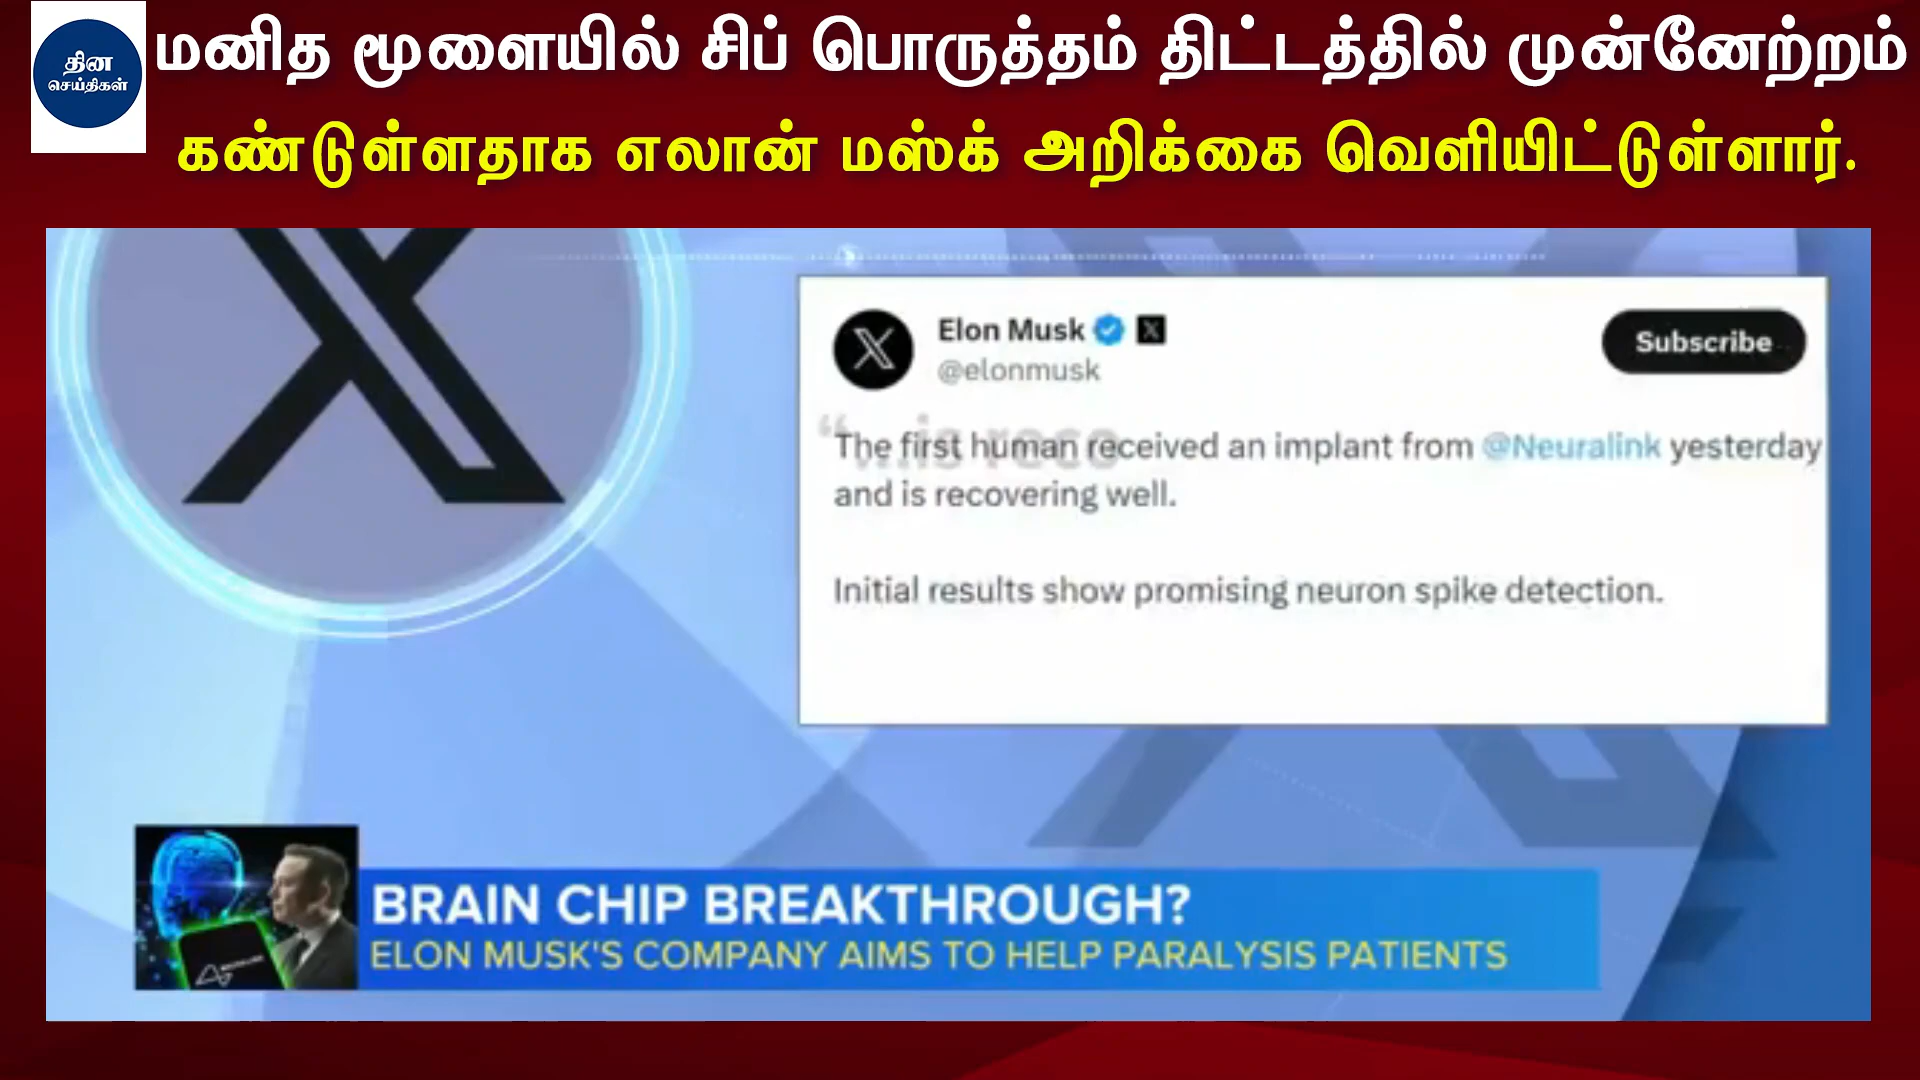 தின
செய்திகள்
மனித மூளையில் சிப் பொருத்தம் திட்டத்தில் முன்னேற்றம்
கண்டுள்ளதாக எலான் மஸ்க் அறிக்கை வெளியிட்டுள்ளார்.
Elon Musk
@elonmusk
Subscribe
The first human received an implant from @Neuralink yesterday
and is recovering well.
Initial results show promising neuron spike detection.
BRAIN CHIP BREAKTHROUGH?
ELON MUSK'S COMPANY AIMS TO HELP PARALYSIS PATIENTS